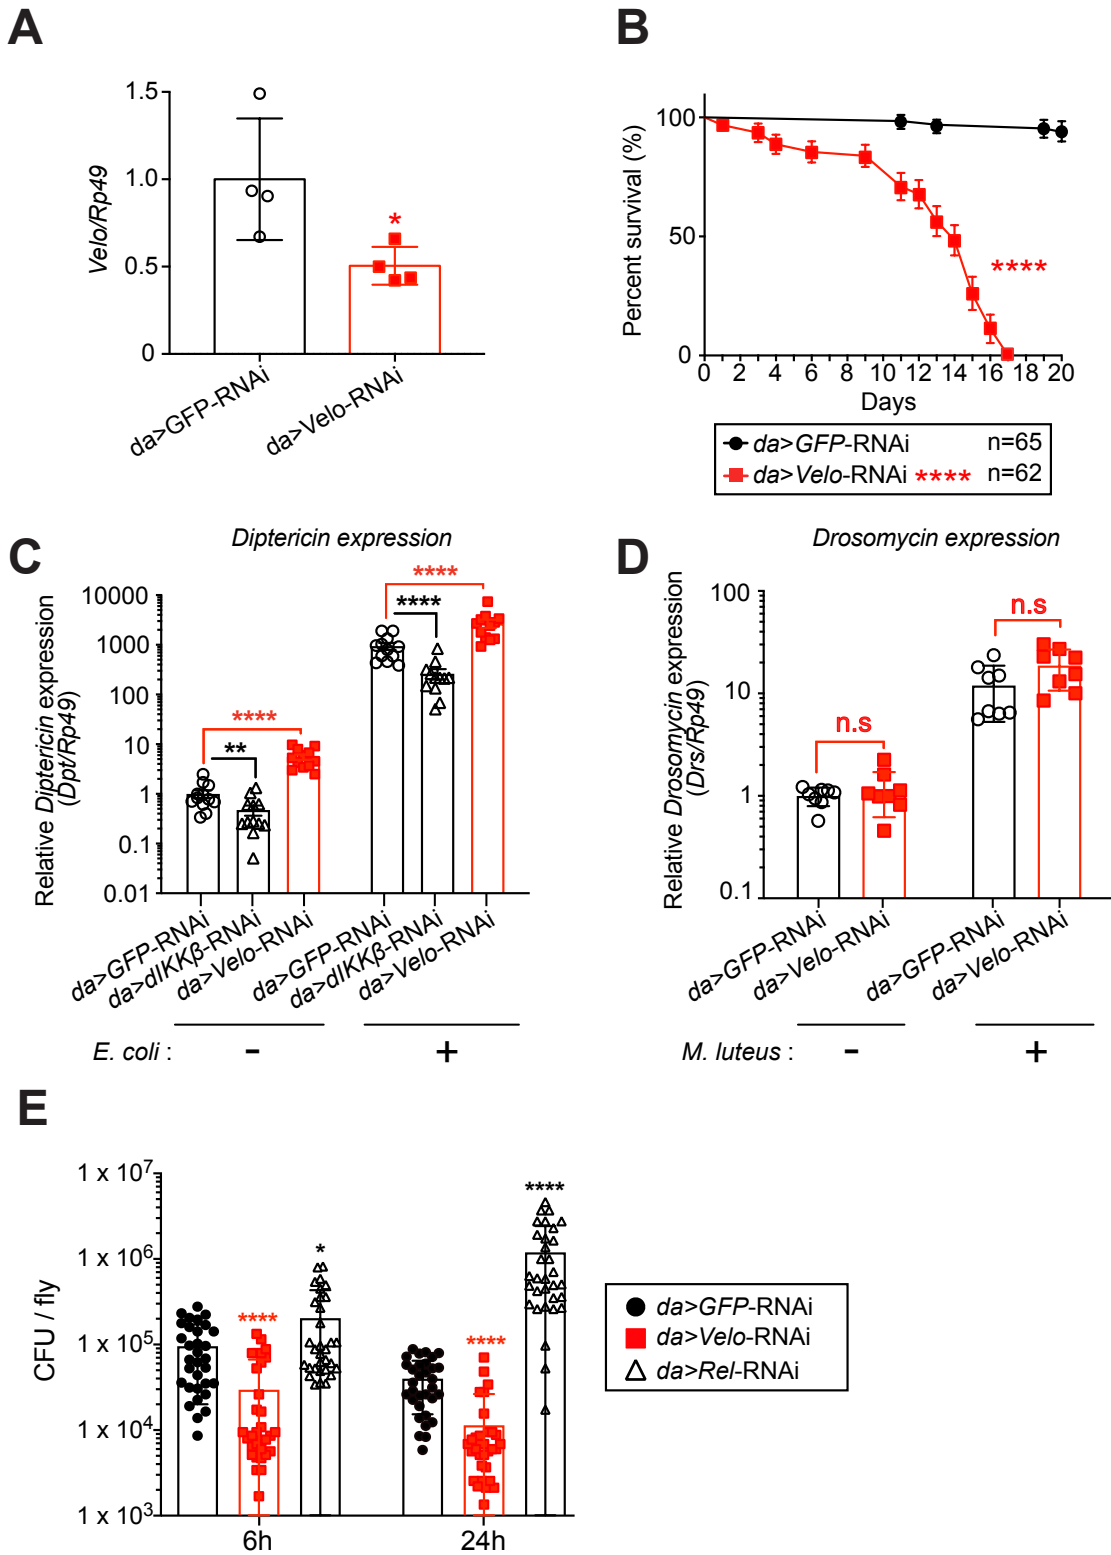 A
B
1.5
1.0
0.5
0
Velo/Rp49
*
da>GFP-RNAi
da>Velo-RNAi
100
50
0
Percent survival (%)
****
0 2 4 6 8 10 12 14 16 18 20
Days
da>GFP-RNAi n=65
da>Velo-RNAi **** n=62
C
Diptericin expression
Relative Diptericin expression
(Dpt/Rp49)
10000
1000
100
10
1
0.1
0.01
****
**
****
****
da>GFP-RNAi
da>dIKKβ-RNAi
da>Velo-RNAi
da>GFP-RNAi
da>dIKKβ-RNAi
da>Velo-RNAi
E. coli : - +
D
Drosomycin expression
Relative Drosomycin expression
(Drs/Rp49)
100
10
1
0.1
n.s
n.s
da>GFP-RNAi
da>Velo-RNAi
da>GFP-RNAi
da>Velo-RNAi
M. luteus : - +
E
CFU / fly
1 x 10⁷
1 x 10⁶
1 x 10⁵
1 x 10⁴
1 x 10³
****
*
****
****
6h 24h
da>GFP-RNAi
da>Velo-RNAi
da>Rel-RNAi